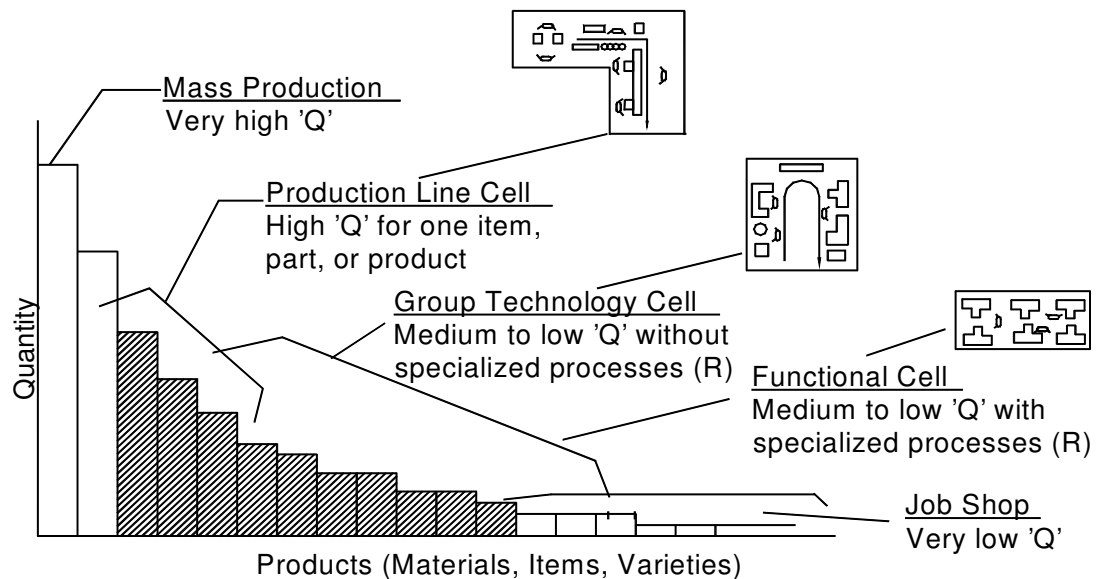 Mass Production
Very high 'Q'
Production Line Cell
High 'Q' for one item,
part, or product
Group Technology Cell
Medium to low 'Q' without
specialized processes (R)
Functional Cell
Medium to low 'Q' with
specialized processes (R)
Job Shop
Very low 'Q'
Quantity
Products (Materials, Items, Varieties)